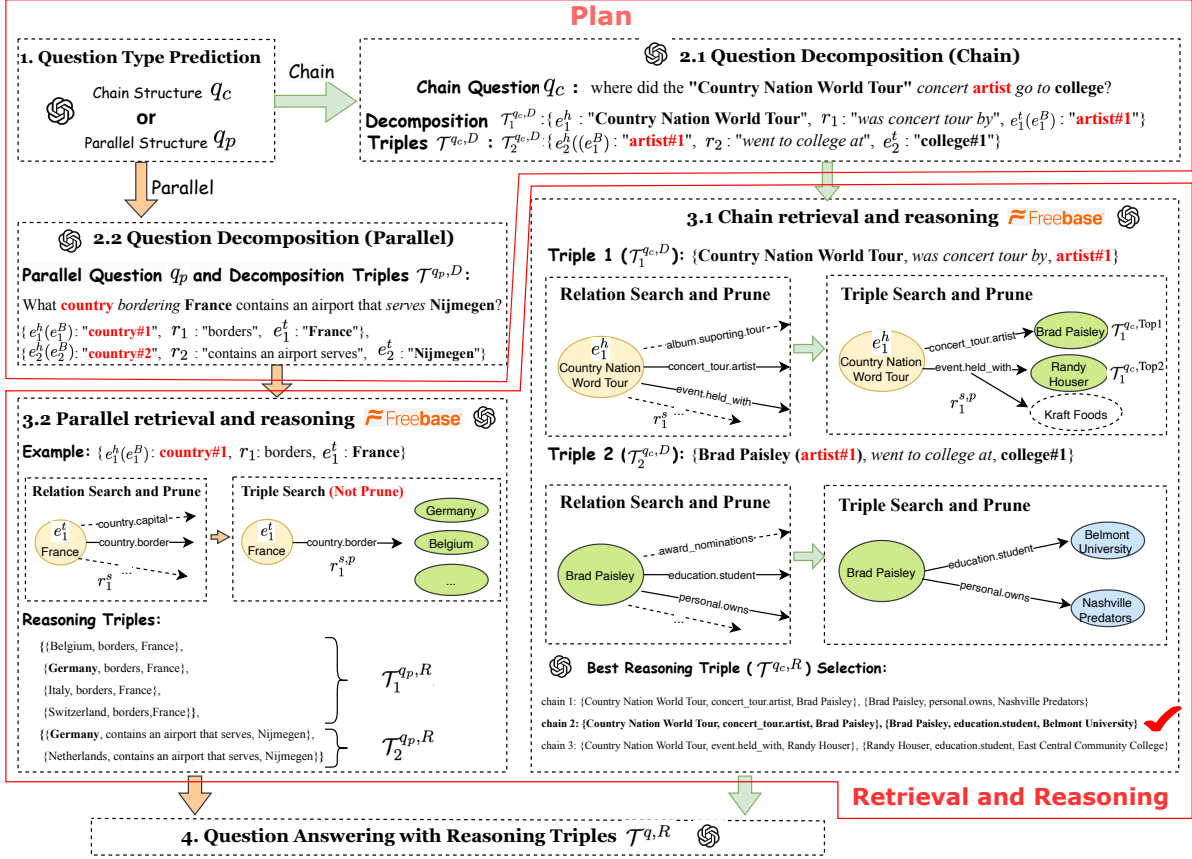 Plan
1. Question Type Prediction
Chain Structure q_c
or
Parallel Structure q_p
Chain
Parallel
2.1 Question Decomposition (Chain)
Chain Question q_c : where did the "Country Nation World Tour" concert artist go to college?
Decomposition T_1^{q_c,D} :{e_1^h : "Country Nation World Tour", r_1 : "was concert tour by", e_1^t(e_1^B) : "artist#1"}
Triples T^{q_c,D} : T_2^{q_c,D} :{e_2^h((e_1^B) : "artist#1", r_2 : "went to college at", e_2^t : "college#1"}
2.2 Question Decomposition (Parallel)
Parallel Question q_p and Decomposition Triples T^{q_p,D} :
What country bordering France contains an airport that serves Nijmegen?
{e_1^h(e_1^B): "country#1", r_1 : "borders", e_1^t : "France"},
{e_2^h(e_2^B): "country#2", r_2 : "contains an airport serves", e_2^t : "Nijmegen"}
3.1 Chain retrieval and reasoning Freebase
Triple 1 (T_1^{q_c,D}): {Country Nation World Tour, was concert tour by, artist#1}
Relation Search and Prune
e_1^h
Country Nation
Word Tour
album.suporting.tour
concert_tour.artist
event.held_with
...
r_1^s
Triple Search and Prune
e_1^h
Country Nation
Word Tour
concert_tour.artist
event.held_with
r_1^{s,p}
Brad Paisley
T_1^{q_c,Top1}
Randy
Houser
T_1^{q_c,Top2}
Kraft Foods
Triple 2 (T_2^{q_c,D}): {Brad Paisley (artist#1), went to college at, college#1}
Relation Search and Prune
Brad Paisley
award_nominations
education.student
personal.owns
...
Triple Search and Prune
Brad Paisley
education.student
personal.owns
Belmont
University
Nashville
Predators
Best Reasoning Triple (T^{q_c,R}) Selection:
chain 1: {Country Nation World Tour, concert_tour.artist, Brad Paisley}, {Brad Paisley, personal.owns, Nashville Predators}
chain 2: {Country Nation World Tour, concert_tour.artist, Brad Paisley}, {Brad Paisley, education.student, Belmont University}
chain 3: {Country Nation World Tour, event.held_with, Randy Houser}, {Randy Houser, education.student, East Central Community College}
3.2 Parallel retrieval and reasoning Freebase
Example: {e_1^h(e_1^B): country#1, r_1: borders, e_1^t : France}
Relation Search and Prune
e_1^t
France
country.capital
country.border
...
r_1^s
Triple Search (Not Prune)
e_1^t
France
country.border
r_1^{s,p}
Germany
Belgium
...
Reasoning Triples:
{{Belgium, borders, France},
{Germany, borders, France},
{Italy, borders, France},
{Switzerland, borders,France}},
T_1^{q_p,R}
{{Germany, contains an airport that serves, Nijmegen},
{Netherlands, contains an airport that serves, Nijmegen}}
T_2^{q_p,R}
Retrieval and Reasoning
4. Question Answering with Reasoning Triples T^{q,R}